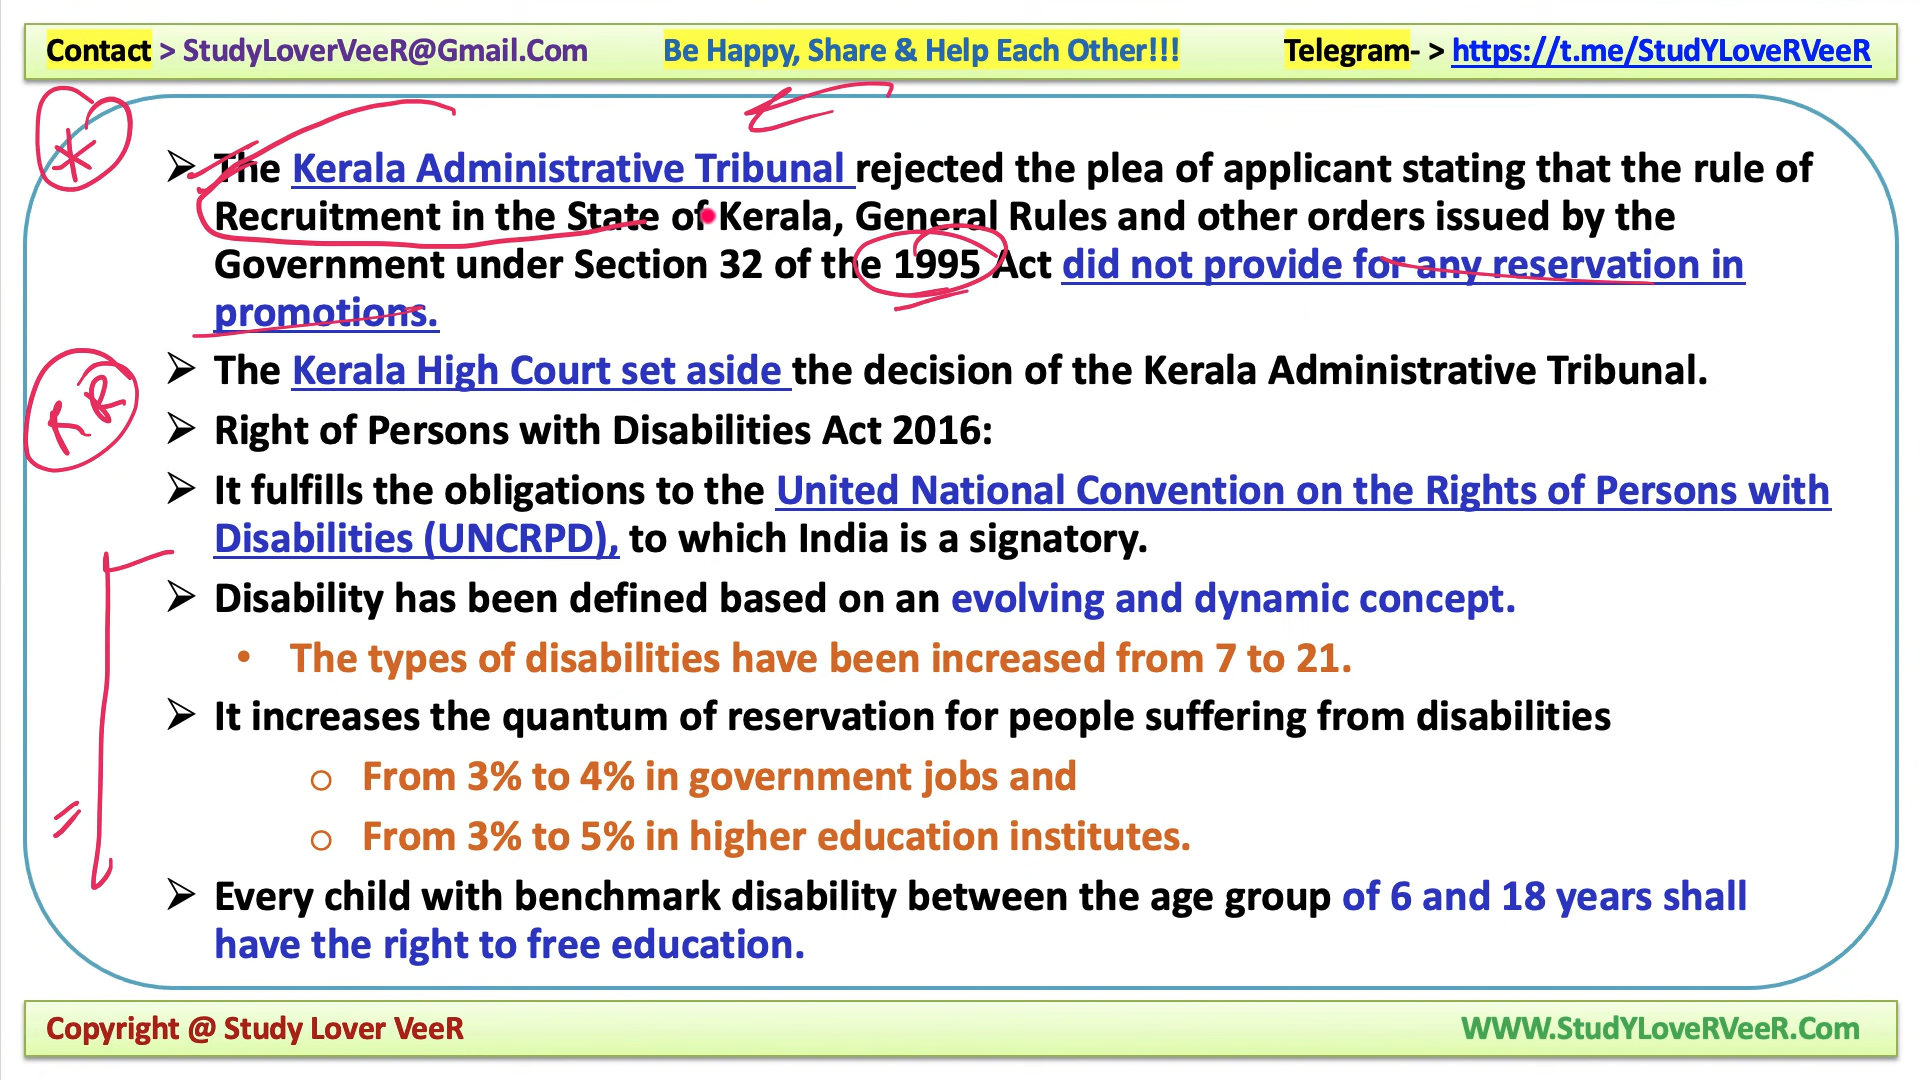 Contact > StudyLoverVeeR@Gmail.Com Be Happy, Share & Help Each Other!!! Telegram- > https://t.me/StudYLoveRVeeR
➢ The Kerala Administrative Tribunal rejected the plea of applicant stating that the rule of
Recruitment in the State of Kerala, General Rules and other orders issued by the
Government under Section 32 of the 1995 Act did not provide for any reservation in
promotions.
➢ The Kerala High Court set aside the decision of the Kerala Administrative Tribunal.
➢ Right of Persons with Disabilities Act 2016:
➢ It fulfills the obligations to the United National Convention on the Rights of Persons with
Disabilities (UNCRPD), to which India is a signatory.
➢ Disability has been defined based on an evolving and dynamic concept.
• The types of disabilities have been increased from 7 to 21.
➢ It increases the quantum of reservation for people suffering from disabilities
o From 3% to 4% in government jobs and
o From 3% to 5% in higher education institutes.
➢ Every child with benchmark disability between the age group of 6 and 18 years shall
have the right to free education.
Copyright @ Study Lover VeeR WWW.StudYLoveRVeeR.Com